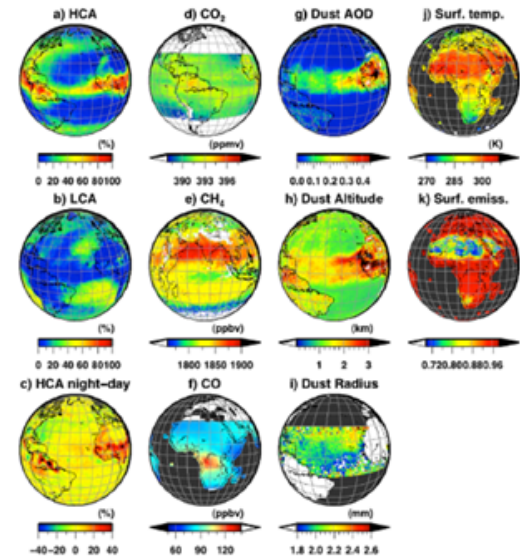 a) HCA
d) CO₂
g) Dust AOD
j) Surf. temp.
(%)
(ppmv)
(K)
0 20 40 60 80100
390 393 396
0.0 0.1 0.2 0.3 0.4
270 285 300
b) LCA
e) CH₄
h) Dust Altitude
k) Surf. emiss.
(%)
(ppbv)
(km)
0 20 40 60 80100
1800 1850 1900
1 2 3
0.720.800.880.96
c) HCA night-day
f) CO
i) Dust Radius
(%)
(ppbv)
(mm)
-40-20 0 20 40
60 90 120
1.8 2.0 2.2 2.4 2.6